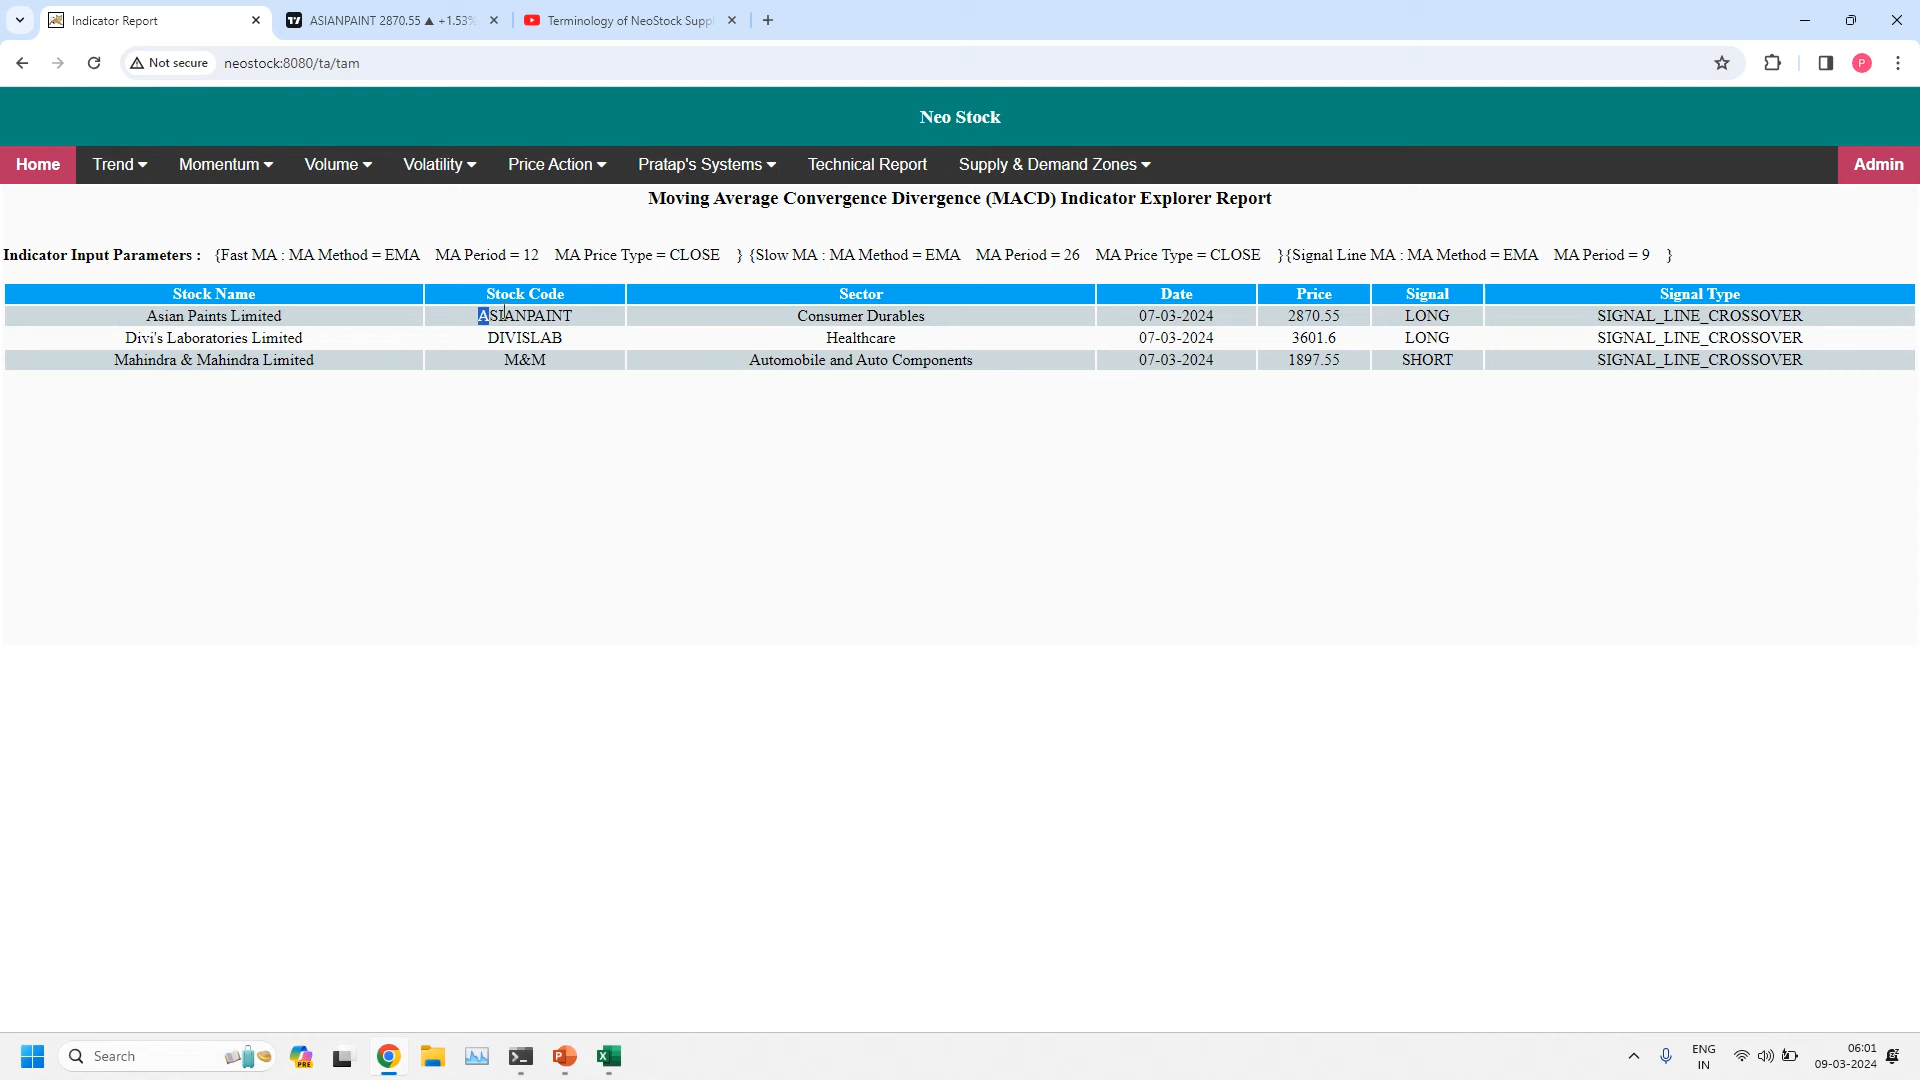 Indicator Report
ASIANPAINT 2870.55 ▲ +1.53%
Terminology of NeoStock Supp
Not secure
neostock:8080/ta/tam
P
Neo Stock
Home Trend Momentum Volume Volatility Price Action Pratap's Systems Technical Report Supply & Demand Zones Admin
Moving Average Convergence Divergence (MACD) Indicator Explorer Report
Indicator Input Parameters : {Fast MA : MA Method = EMA MA Period = 12 MA Price Type = CLOSE } {Slow MA : MA Method = EMA MA Period = 26 MA Price Type = CLOSE }{Signal Line MA : MA Method = EMA MA Period = 9 }
Stock Name Stock Code Sector Date Price Signal Signal Type
Asian Paints Limited ASIANPAINT Consumer Durables 07-03-2024 2870.55 LONG SIGNAL_LINE_CROSSOVER
Divi's Laboratories Limited DIVISLAB Healthcare 07-03-2024 3601.6 LONG SIGNAL_LINE_CROSSOVER
Mahindra & Mahindra Limited M&M Automobile and Auto Components 07-03-2024 1897.55 SHORT SIGNAL_LINE_CROSSOVER
Search
PRE
ENG
IN
06:01
09-03-2024